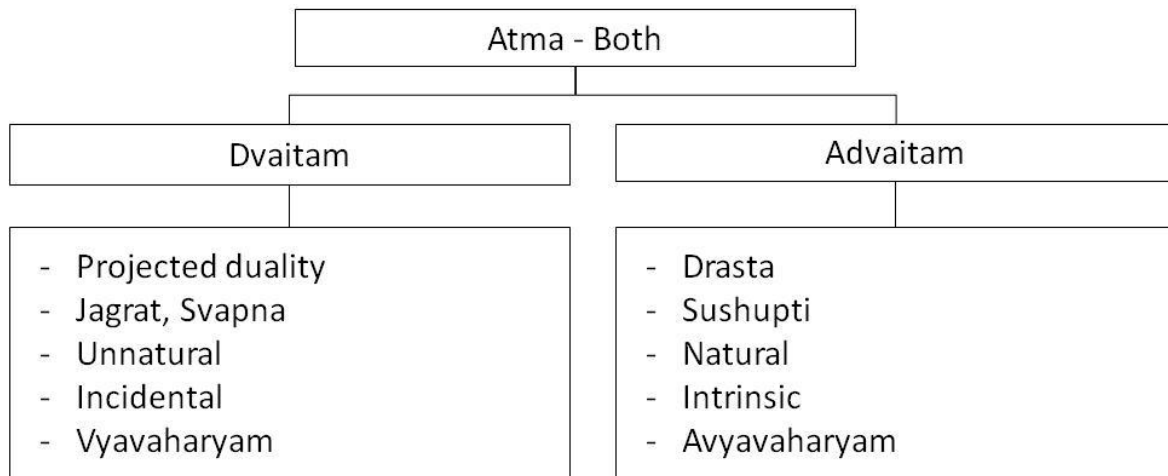 Atma - Both
Dvaitam
Advaitam
- Projected duality
- Jagrat, Svapna
- Unnatural
- Incidental
- Vyavaharyam
- Drasta
- Sushupti
- Natural
- Intrinsic
- Avyavaharyam